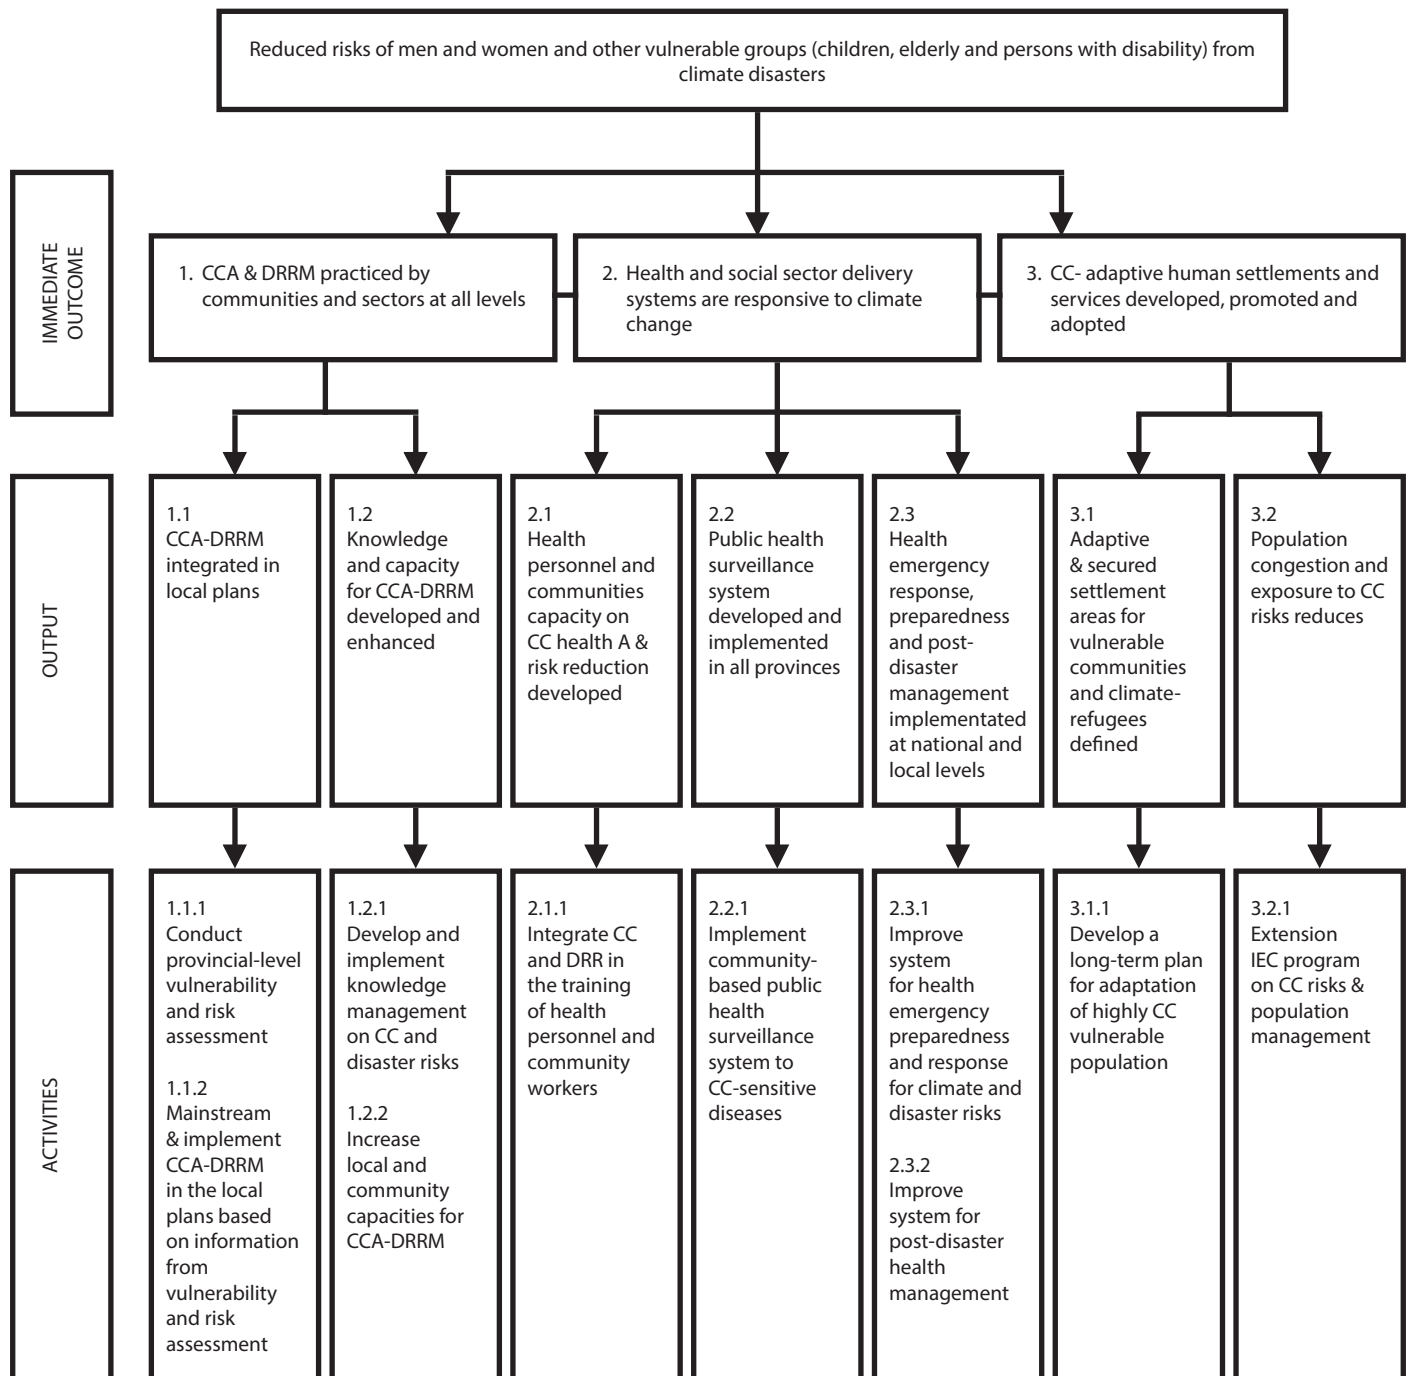 Reduced risks of men and women and other vulnerable groups (children, elderly and persons with disability) from
climate disasters
IMMEDIATE
OUTCOME
1. CCA & DRRM practiced by
communities and sectors at all levels
2. Health and social sector delivery
systems are responsive to climate
change
3. CC- adaptive human settlements and
services developed, promoted and
adopted
OUTPUT
1.1
CCA-DRRM
integrated in
local plans
1.2
Knowledge
and capacity
for CCA-DRRM
developed and
enhanced
2.1
Health
personnel and
communities
capacity on
CC health A &
risk reduction
developed
2.2
Public health
surveillance
system
developed and
implemented
in all provinces
2.3
Health
emergency
response,
preparedness
and post-
disaster
management
implementated
at national and
local levels
3.1
Adaptive
& secured
settlement
areas for
vulnerable
communities
and climate-
refugees
defined
3.2
Population
congestion and
exposure to CC
risks reduces
ACTIVITIES
1.1.1
Conduct
provincial-level
vulnerability
and risk
assessment
1.1.2
Mainstream
& implement
CCA-DRRM
in the local
plans based
on information
from
vulnerability
and risk
assessment
1.2.1
Develop and
implement
knowledge
management
on CC and
disaster risks
1.2.2
Increase
local and
community
capacities for
CCA-DRRM
2.1.1
Integrate CC
and DRR in
the training
of health
personnel and
community
workers
2.2.1
Implement
community-
based public
health
surveillance
system to
CC-sensitive
diseases
2.3.1
Improve
system
for health
emergency
preparedness
and response
for climate and
disaster risks
2.3.2
Improve
system for
post-disaster
health
management
3.1.1
Develop a
long-term plan
for adaptation
of highly CC
vulnerable
population
3.2.1
Extension
IEC program
on CC risks &
population
management